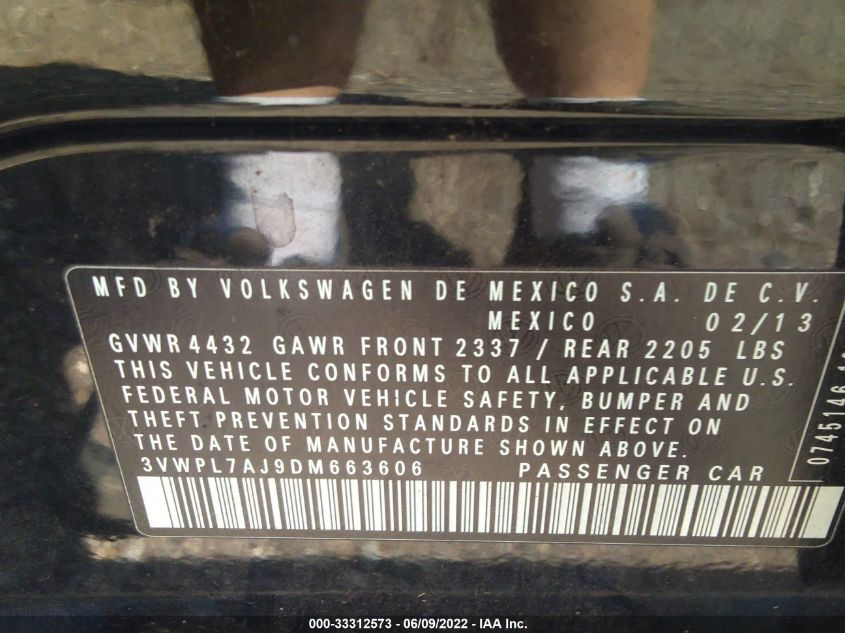 MFD BY VOLKSWAGEN DE MEXICO S.A. DE C.V.
MEXICO 02/13
GVWR 4432 GAWR FRONT 2337 / REAR 2205 LBS
THIS VEHICLE CONFORMS TO ALL APPLICABLE U.S.
FEDERAL MOTOR VEHICLE SAFETY, BUMPER AND
THEFT PREVENTION STANDARDS IN EFFECT ON
THE DATE OF MANUFACTURE SHOWN ABOVE.
3VWPL7AJ9DM663606 PASSENGER CAR
0745146
000-33312573 - 06/09/2022 - IAA Inc.